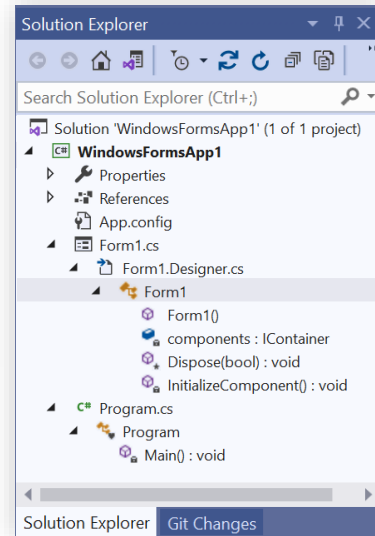 Solution Explorer
Search Solution Explorer (Ctrl+;)
Solution 'WindowsFormsApp1' (1 of 1 project)
C# WindowsFormsApp1
Properties
References
App.config
Form1.cs
Form1.Designer.cs
Form1
Form1()
components : IContainer
Dispose(bool) : void
InitializeComponent() : void
C# Program.cs
Program
Main() : void
Solution Explorer Git Changes